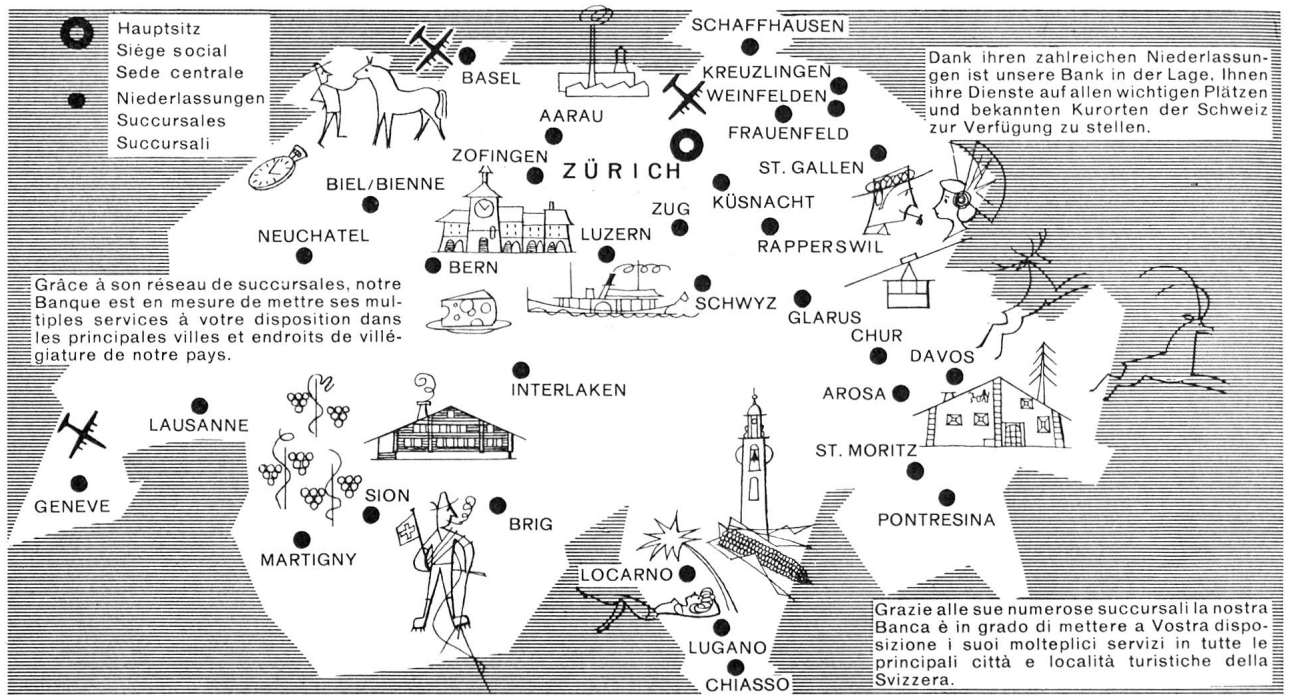 Hauptsitz
Siège social
Sede centrale
Niederlassungen
Succursales
Succursali
SCHAFFHAUSEN
BASEL
KREUZLINGEN
WEINFELDEN
AARAU
FRAUENFELD
Dank ihren zahlreichen Niederlassun-
gen ist unsere Bank in der Lage, Ihnen
ihre Dienste auf allen wichtigen Plätzen
und bekannten Kurorten der Schweiz
zur Verfügung zu stellen.
ZOFINGEN
ZÜRICH
ST. GALLEN
BIEL/BIENNE
KÜSNACHT
ZUG
NEUCHATEL
LUZERN
RAPPERSWIL
BERN
Grâce à son réseau de succursales, notre
Banque est en mesure de mettre ses mul-
tiples services à votre disposition dans
les principales villes et endroits de villé-
giature de notre pays.
SCHWYZ
GLARUS
CHUR
DAVOS
INTERLAKEN
AROSA
LAUSANNE
ST. MORITZ
GENEVE
SION
BRIG
PONTRESINA
MARTIGNY
LOCARNO
LUGANO
CHIASSO
Grazie alle sue numerose succursali la nostra
Banca è in grado di mettere a Vostra dispo-
sizione i suoi molteplici servizi in tutte le
principali città e località turistiche della
Svizzera.